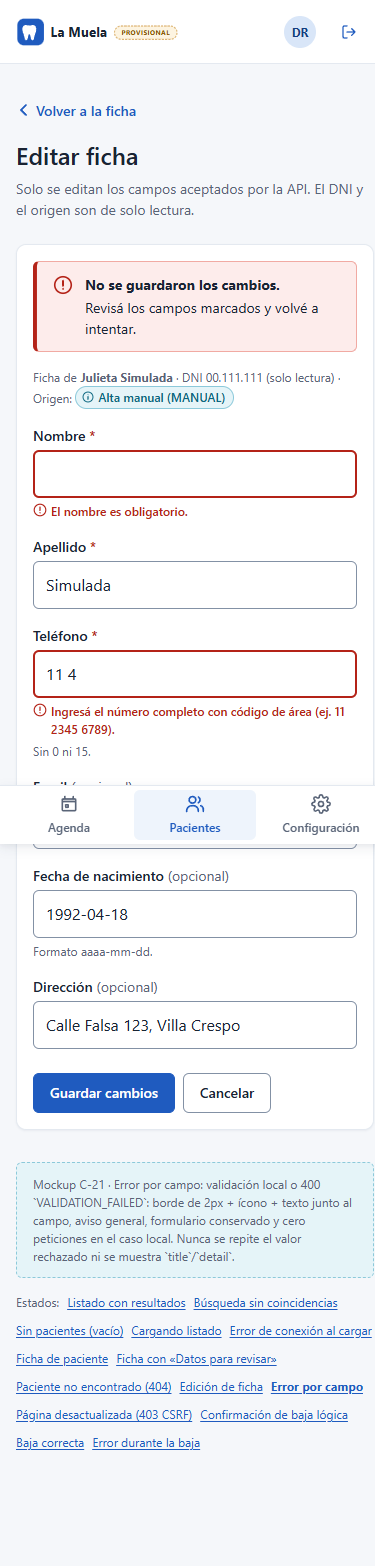 La Muela PROVISIONAL DR
Volver a la ficha
Editar ficha
Solo se editan los campos aceptados por la API. El DNI y
el origen son de solo lectura.
No se guardaron los cambios.
Revisá los campos marcados y volvé a
intentar.
Ficha de Julieta Simulada · DNI 00.111.111 (solo lectura) ·
Origen: Alta manual (MANUAL)
Nombre *
El nombre es obligatorio.
Apellido *
Simulada
Teléfono *
11 4
Ingresá el número completo con código de área (ej. 11
2345 6789).
Sin 0 ni 15.
Agenda Pacientes Configuración
Fecha de nacimiento (opcional)
1992-04-18
Formato aaaa-mm-dd.
Dirección (opcional)
Calle Falsa 123, Villa Crespo
Guardar cambios Cancelar
Mockup C-21 · Error por campo: validación local o 400
`VALIDATION_FAILED`: borde de 2px + ícono + texto junto al
campo, aviso general, formulario conservado y cero
peticiones en el caso local. Nunca se repite el valor
rechazado ni se muestra `title`/`detail`.
Estados: Listado con resultados Búsqueda sin coincidencias
Sin pacientes (vacío) Cargando listado Error de conexión al cargar
Ficha de paciente Ficha con «Datos para revisar»
Paciente no encontrado (404) Edición de ficha Error por campo
Página desactualizada (403 CSRF) Confirmación de baja lógica
Baja correcta Error durante la baja